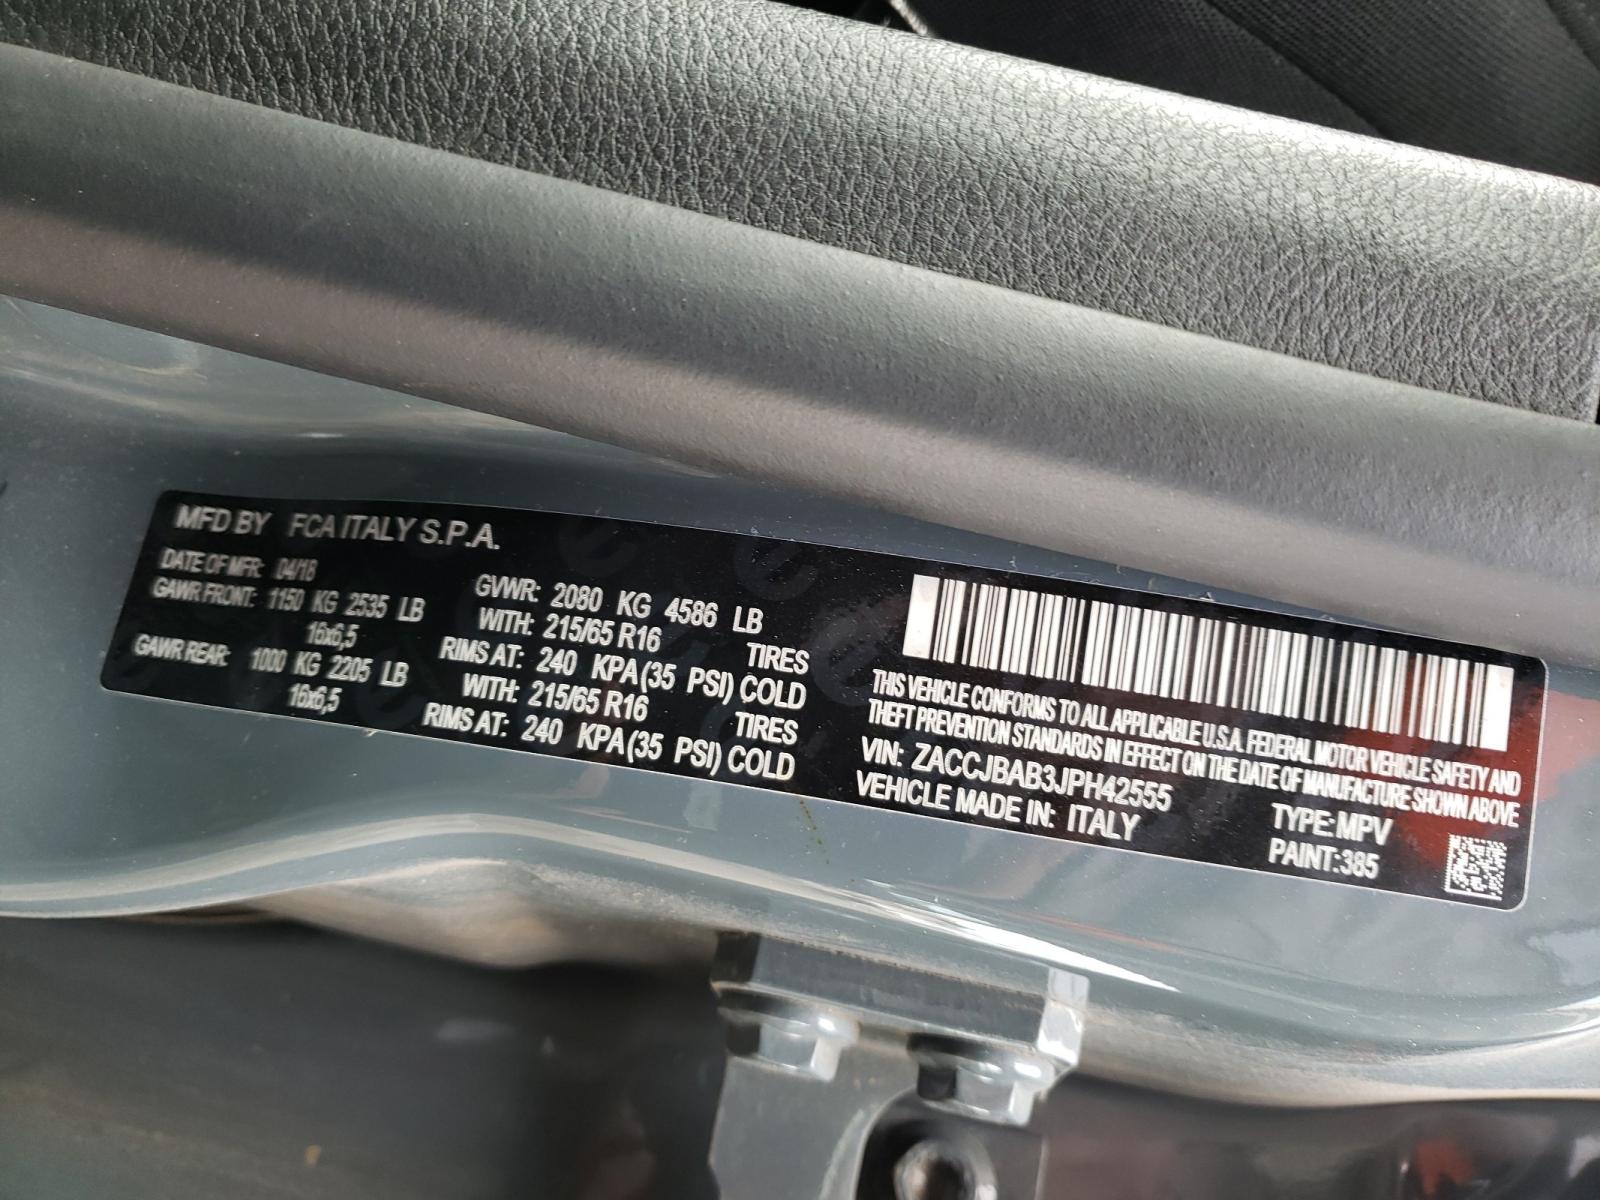 MFD BY FCA ITALY S.P.A.
DATE OF MFR: 04/18
GAWR FRONT: 1150 KG 2535 LB
16x6,5
GAWR REAR: 1000 KG 2205 LB
16x6,5
GVWR: 2080 KG 4586 LB
WITH: 215/65 R16 TIRES
RIMS AT: 240 KPA(35 PSI) COLD
WITH: 215/65 R16 TIRES
RIMS AT: 240 KPA(35 PSI) COLD
THIS VEHICLE CONFORMS TO ALL APPLICABLE U.S.A. FEDERAL MOTOR VEHICLE SAFETY AND
THEFT PREVENTION STANDARDS IN EFFECT ON THE DATE OF MANUFACTURE SHOWN ABOVE
VIN: ZACCJBAB3JPH42555
TYPE:MPV
VEHICLE MADE IN: ITALY
PAINT:385